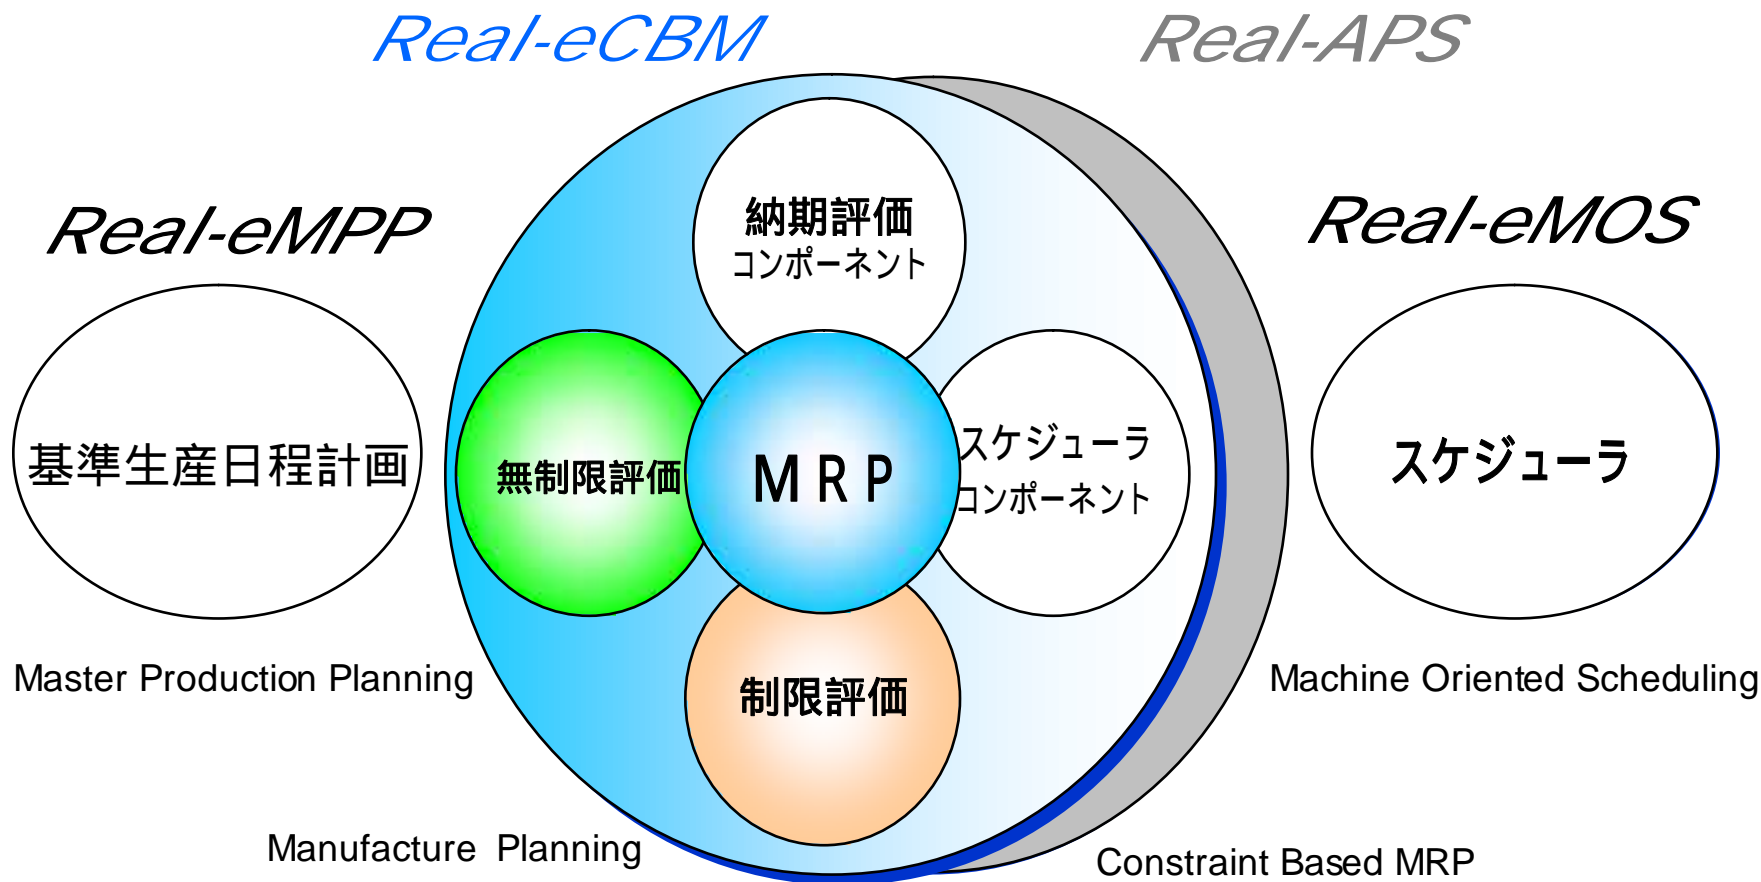 Real-eCBM
Real-APS
Real-eMPP
Real-eMOS
納期評価
コンポーネント
基準生産日程計画
無制限評価
ＭＲＰ
スケジューラ
コンポーネント
スケジューラ
制限評価
Master Production Planning
Machine Oriented Scheduling
Manufacture Planning
Constraint Based MRP